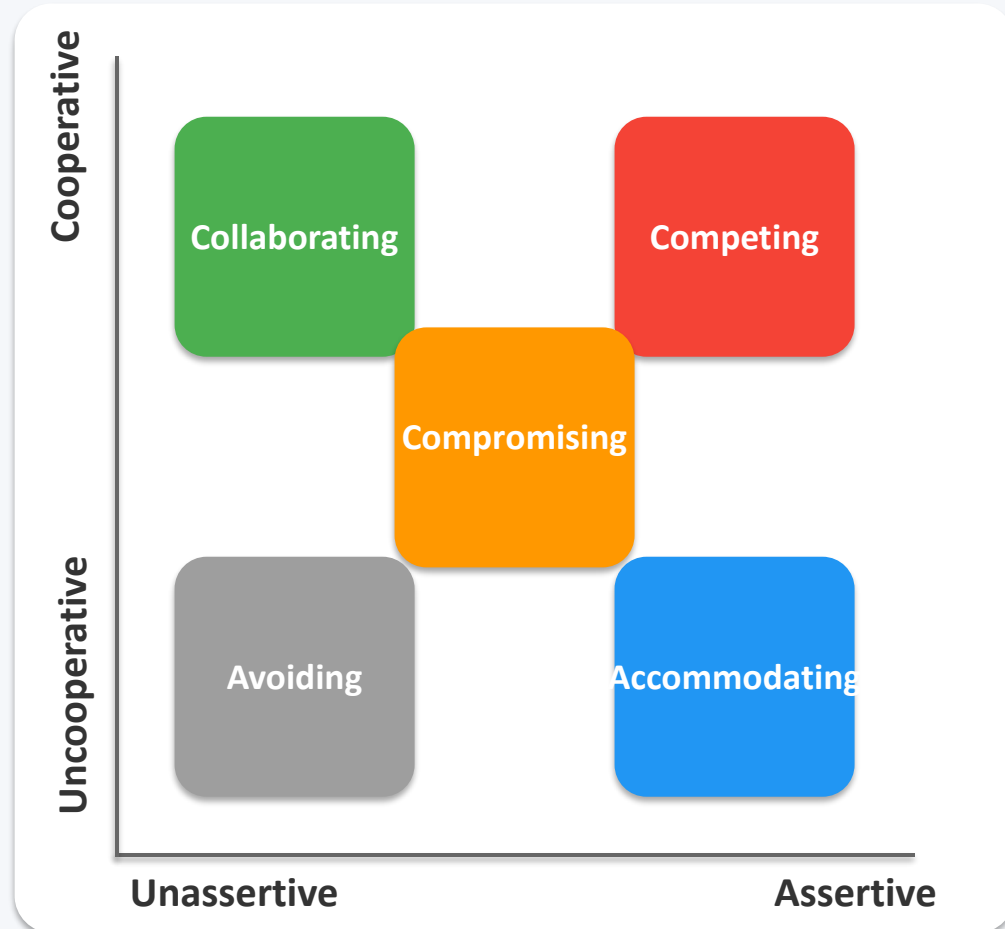 Cooperative
Collaborating
Competing
Compromising
Uncooperative
Avoiding
Accommodating
Unassertive
Assertive